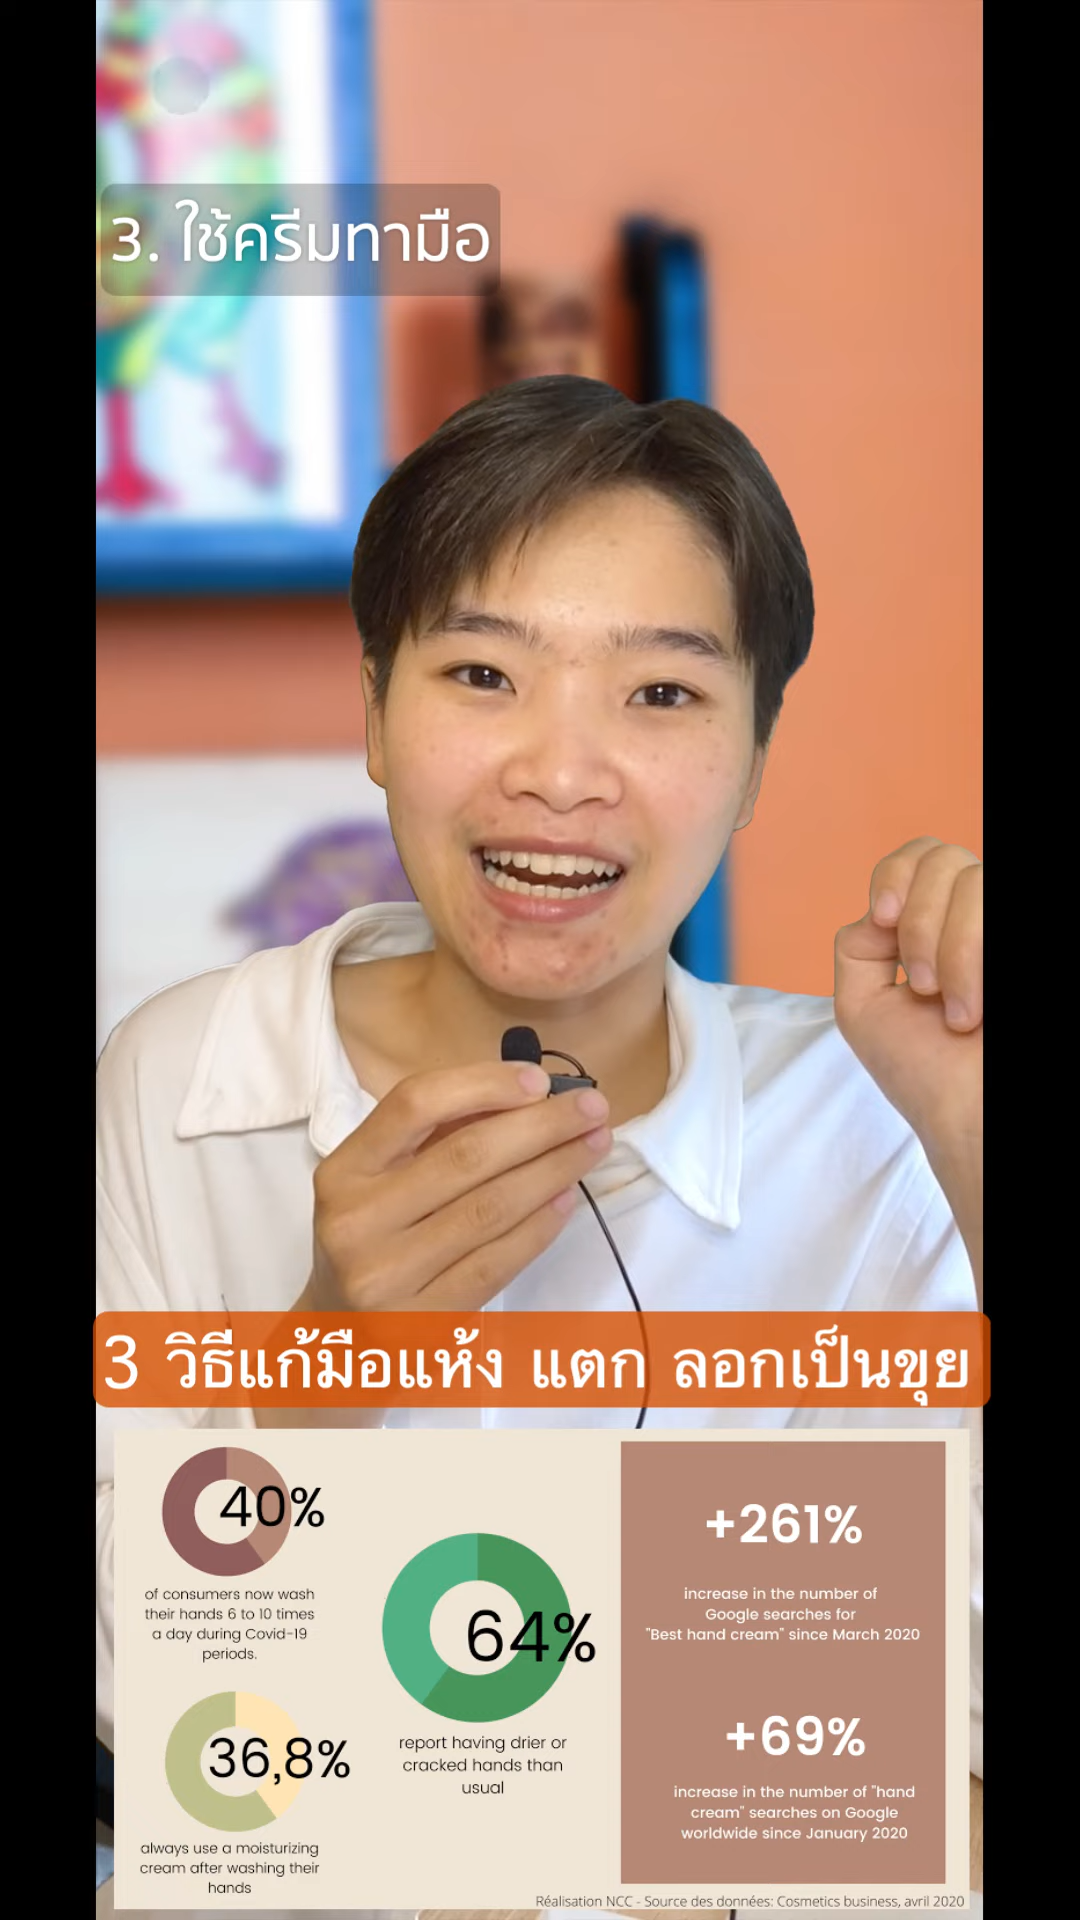 3. ใช้ครีมทามือ
3 วิธีแก้มือแห้ง แตก ลอกเป็นขุย
40%
of consumers now wash
their hands 6 to 10 times
a day during Covid-19
periods.
36,8%
always use a moisturizing
cream after washing their
hands
64%
report having drier or
cracked hands than
usual
+261%
increase in the number of
Google searches for
"Best hand cream" since March 2020
+69%
increase in the number of "hand
cream" searches on Google
worldwide since January 2020
Réalisation NCC - Source des données: Cosmetics business, avril 2020